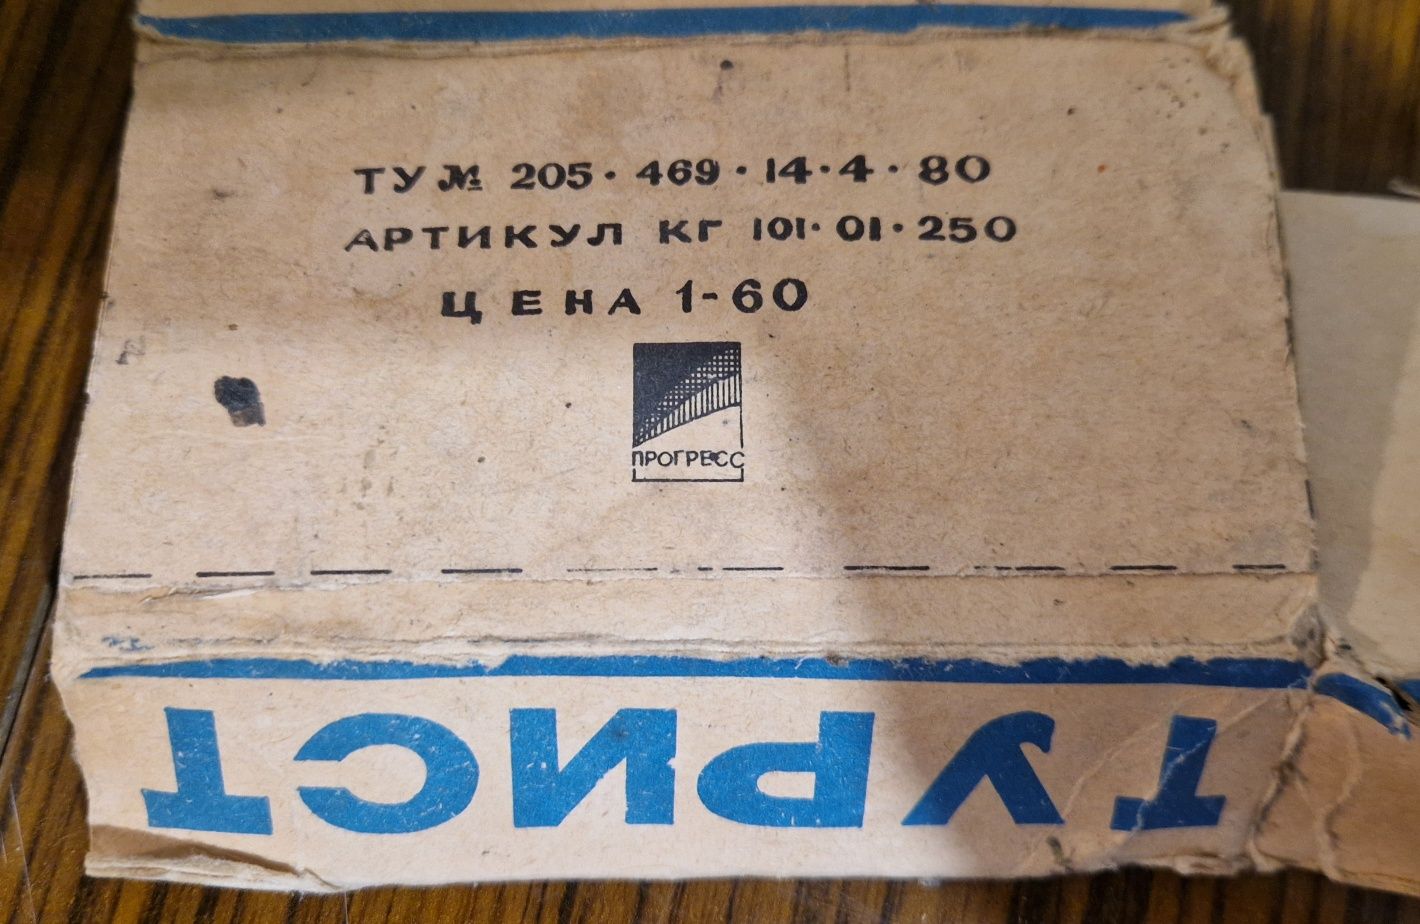 ТУ № 205·469·14·4·80
АРТИКУЛ КГ 101·01·250
ЦЕНА 1-60
ПРОГРЕСС
ТУРИСТ